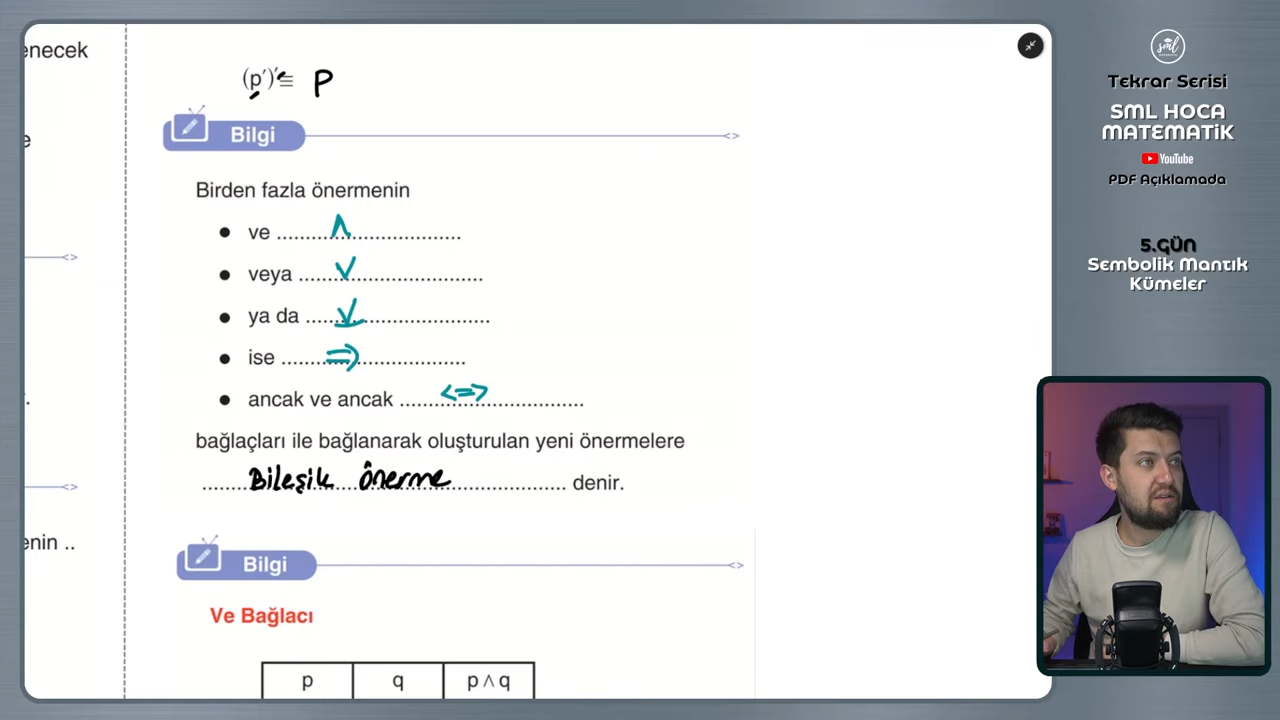 enecek
(p')' ≡ P
Bilgi
Birden fazla önermenin
• ve .........∧.........
• veya .........∨.........
• ya da .........⊻.........
• ise .........⇒.........
• ancak ve ancak .........<=>.........
bağlaçları ile bağlanarak oluşturulan yeni önermelere
.........Bileşik önerme......... denir.
enin ..
Bilgi
Ve Bağlacı
p q p ∧ q
sml
Tekrar Serisi
SML HOCA
MATEMATİK
YouTube
PDF Açıklamada
5.GÜN
Sembolik Mantık
Kümeler